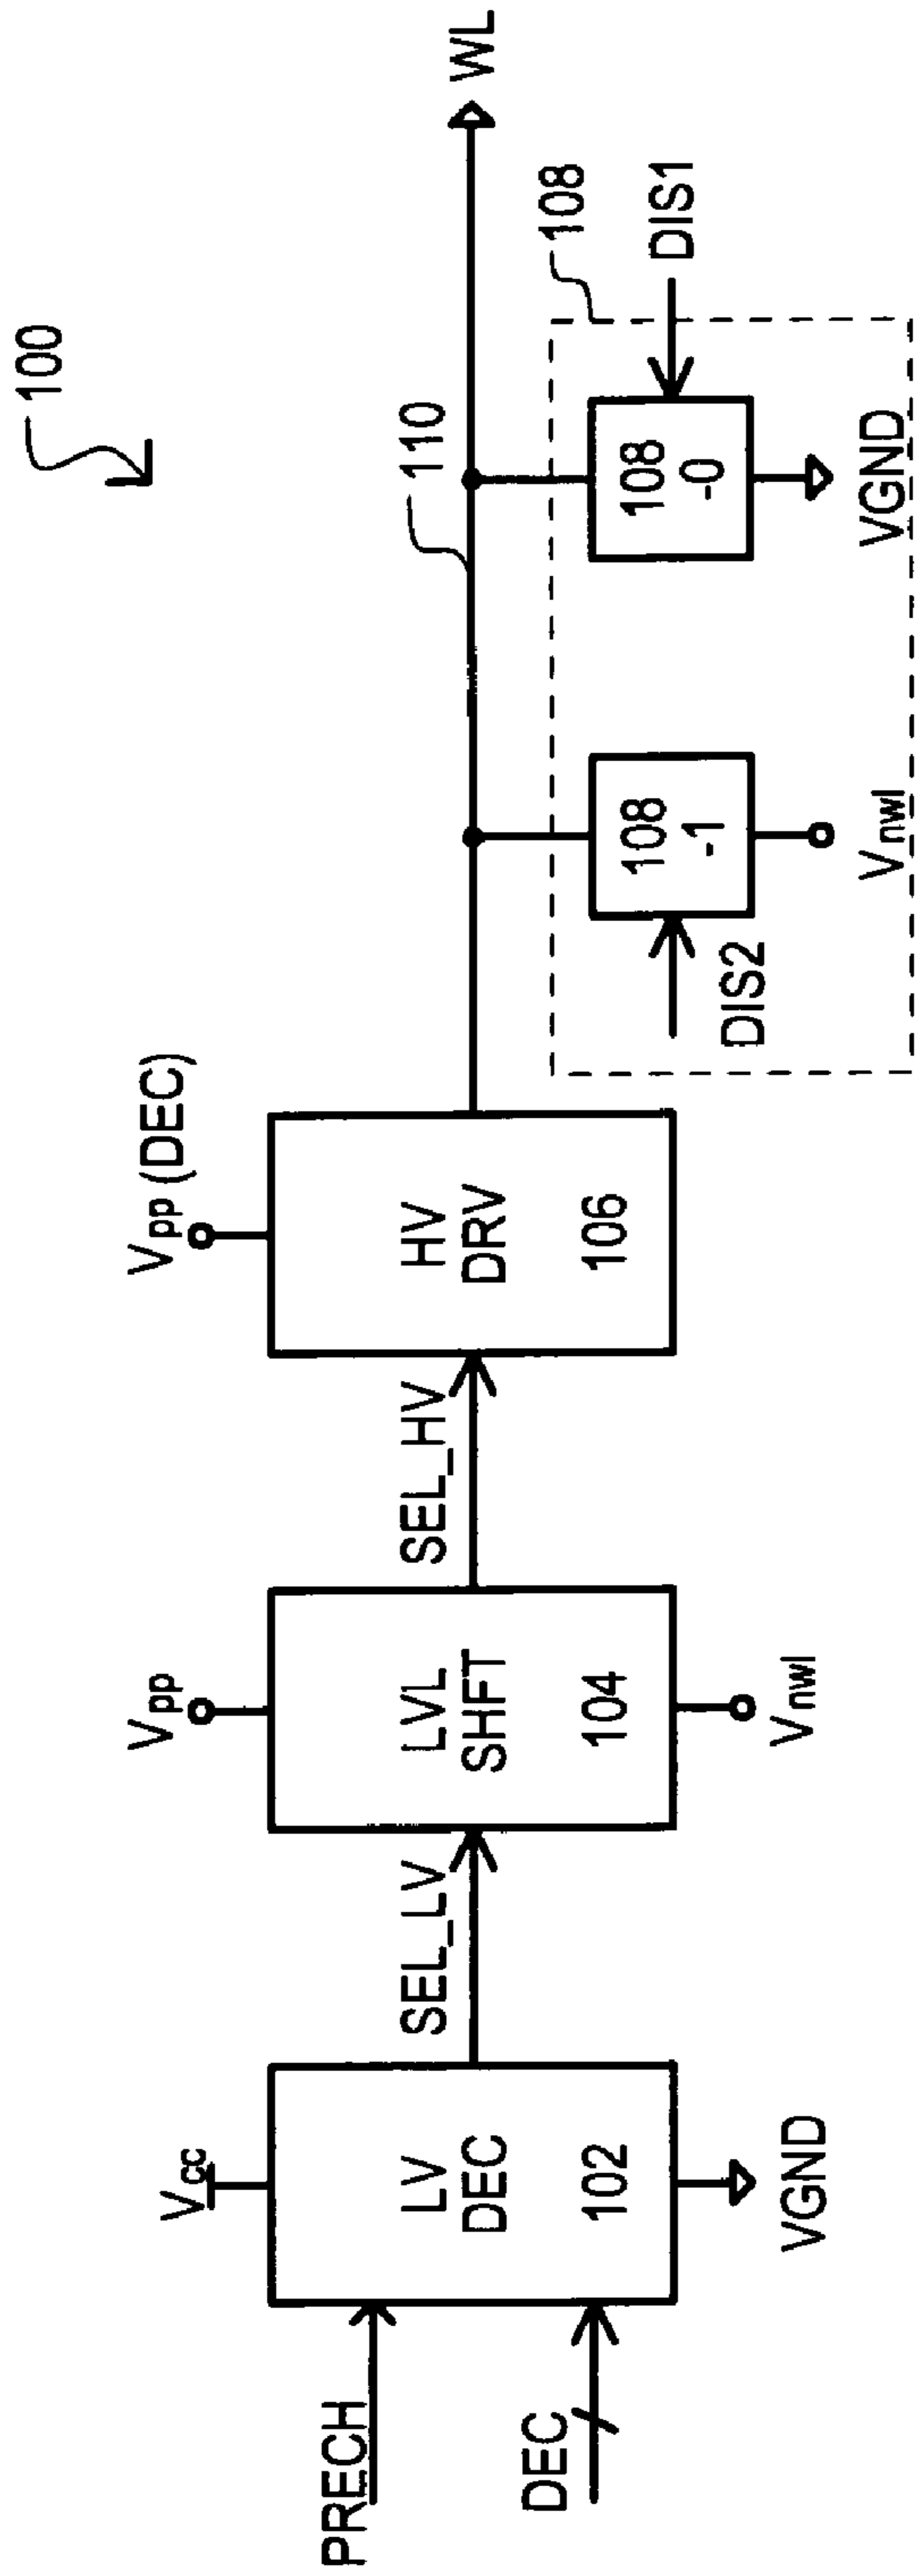 100
PRECH
DEC
Vcc
LV
DEC
102
VGND
SEL_LV
Vpp
LVL
SHFT
104
Vnwl
SEL_HV
Vpp (DEC)
HV
DRV
106
110
WL
108
DIS2
108
-1
Vnwl
108
-0
DIS1
VGND